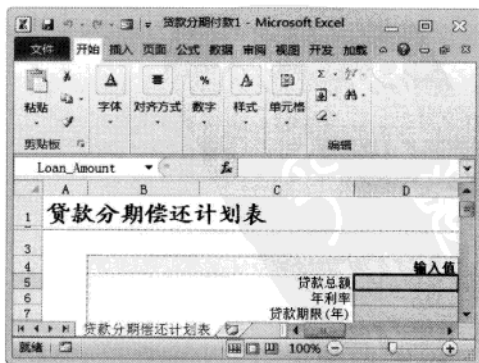 贷款分期付款1 - Microsoft Excel
文件 开始 插入 页面 公式 数据 审阅 视图 开发 加载
粘贴 字体 对齐方式 数字 样式 单元格
剪贴板 编辑
Loan_Amount fx
A B C D
1 贷款分期偿还计划表
3
4 输入值
5 贷款总额
6 年利率
7 贷款期限(年)
贷款分期偿还计划表
就绪 100%